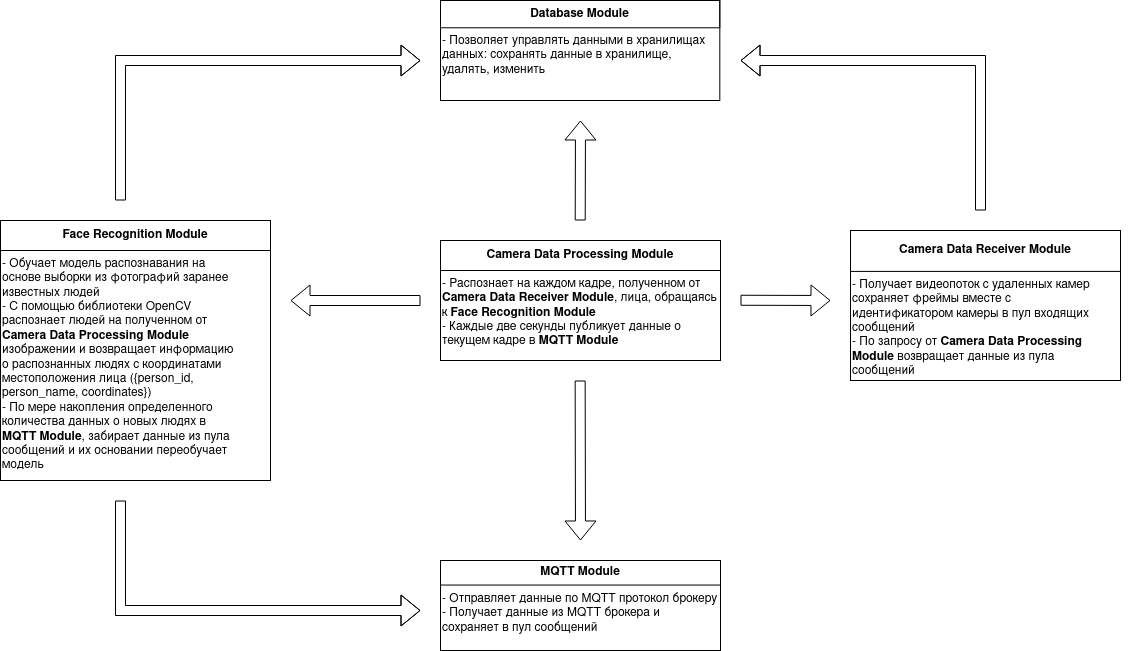 Database Module
- Позволяет управлять данными в хранилищах
данных: сохранять данные в хранилище,
удалять, изменить
Face Recognition Module
- Обучает модель распознавания на
основе выборки из фотографий заранее
известных людей
- С помощью библиотеки OpenCV
распознает людей на полученном от
Camera Data Processing Module
изображении и возвращает информацию
о распознанных людях с координатами
местоположения лица ({person_id,
person_name, coordinates})
- По мере накопления определенного
количества данных о новых людях в
MQTT Module, забирает данные из пула
сообщений и их основании переобучает
модель
Camera Data Processing Module
- Распознает на каждом кадре, полученном от
Camera Data Receiver Module, лица, обращаясь
к Face Recognition Module
- Каждые две секунды публикует данные о
текущем кадре в MQTT Module
Camera Data Receiver Module
- Получает видеопоток с удаленных камер
сохраняет фреймы вместе с
идентификатором камеры в пул входящих
сообщений
- По запросу от Camera Data Processing
Module возвращает данные из пула
сообщений
MQTT Module
- Отправляет данные по MQTT протокол брокеру
- Получает данные из MQTT брокера и
сохраняет в пул сообщений